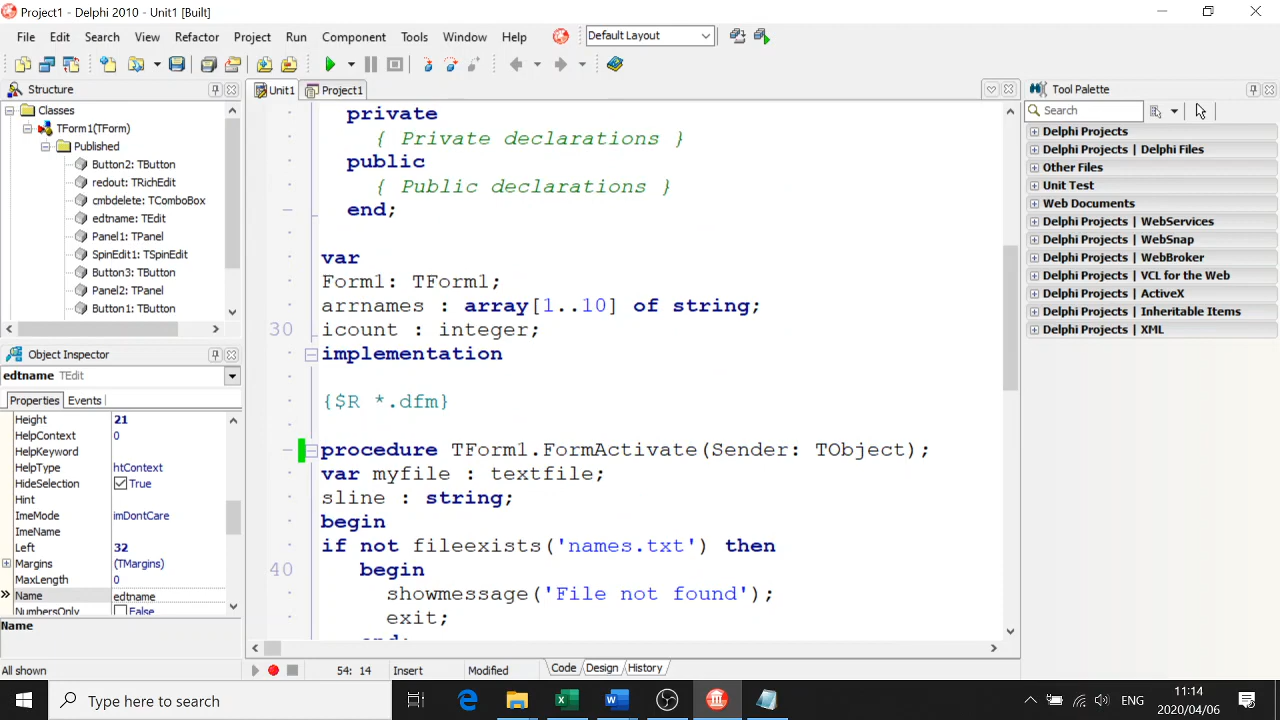 Project1 - Delphi 2010 - Unit1 [Built]
File Edit Search View Refactor Project Run Component Tools Window Help Default Layout
Structure
Unit1 Project1
Tool Palette
Classes
TForm1(TForm)
Published
Button2: TButton
redout: TRichEdit
cmbdelete: TComboBox
edtname: TEdit
Panel1: TPanel
SpinEdit1: TSpinEdit
Button3: TButton
Panel2: TPanel
Button1: TButton
Object Inspector
edtname TEdit
Properties Events
Height 21
HelpContext 0
HelpKeyword
HelpType htContext
HideSelection True
Hint
ImeMode imDontCare
ImeName
Left 32
Margins (TMargins)
MaxLength 0
Name edtname
NumbersOnly False
Name
All shown
private
{ Private declarations }
public
{ Public declarations }
end;
var
Form1: TForm1;
arrnames : array[1..10] of string;
30 icount : integer;
implementation
{$R *.dfm}
procedure TForm1.FormActivate(Sender: TObject);
var myfile : textfile;
sline : string;
begin
if not fileexists('names.txt') then
40 begin
showmessage('File not found');
exit;
end;
54: 14 Insert Modified Code Design History
Search
Delphi Projects
Delphi Projects | Delphi Files
Other Files
Unit Test
Web Documents
Delphi Projects | WebServices
Delphi Projects | WebSnap
Delphi Projects | WebBroker
Delphi Projects | VCL for the Web
Delphi Projects | ActiveX
Delphi Projects | Inheritable Items
Delphi Projects | XML
Type here to search
ENG
11:14
2020/04/06